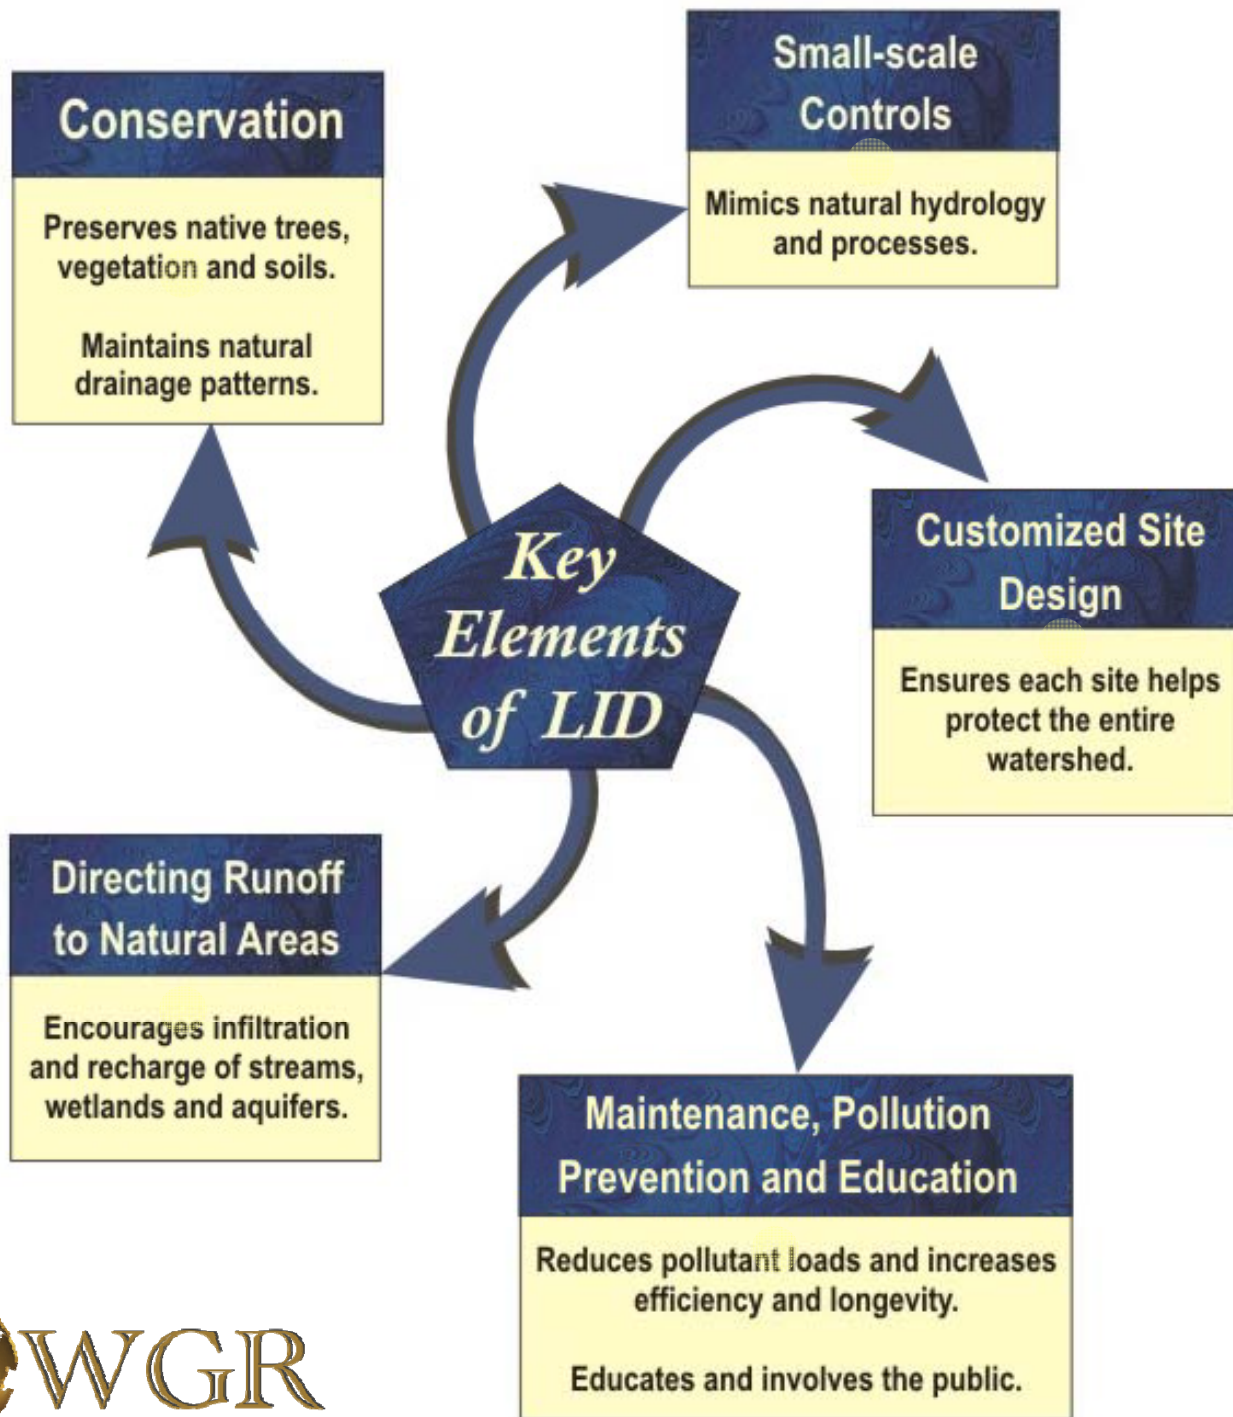 Conservation
Preserves native trees,
vegetation and soils.
Maintains natural
drainage patterns.
Small-scale
Controls
Mimics natural hydrology
and processes.
Customized Site
Design
Ensures each site helps
protect the entire
watershed.
Key
Elements
of LID
Directing Runoff
to Natural Areas
Encourages infiltration
and recharge of streams,
wetlands and aquifers.
Maintenance, Pollution
Prevention and Education
Reduces pollutant loads and increases
efficiency and longevity.
Educates and involves the public.
WGR